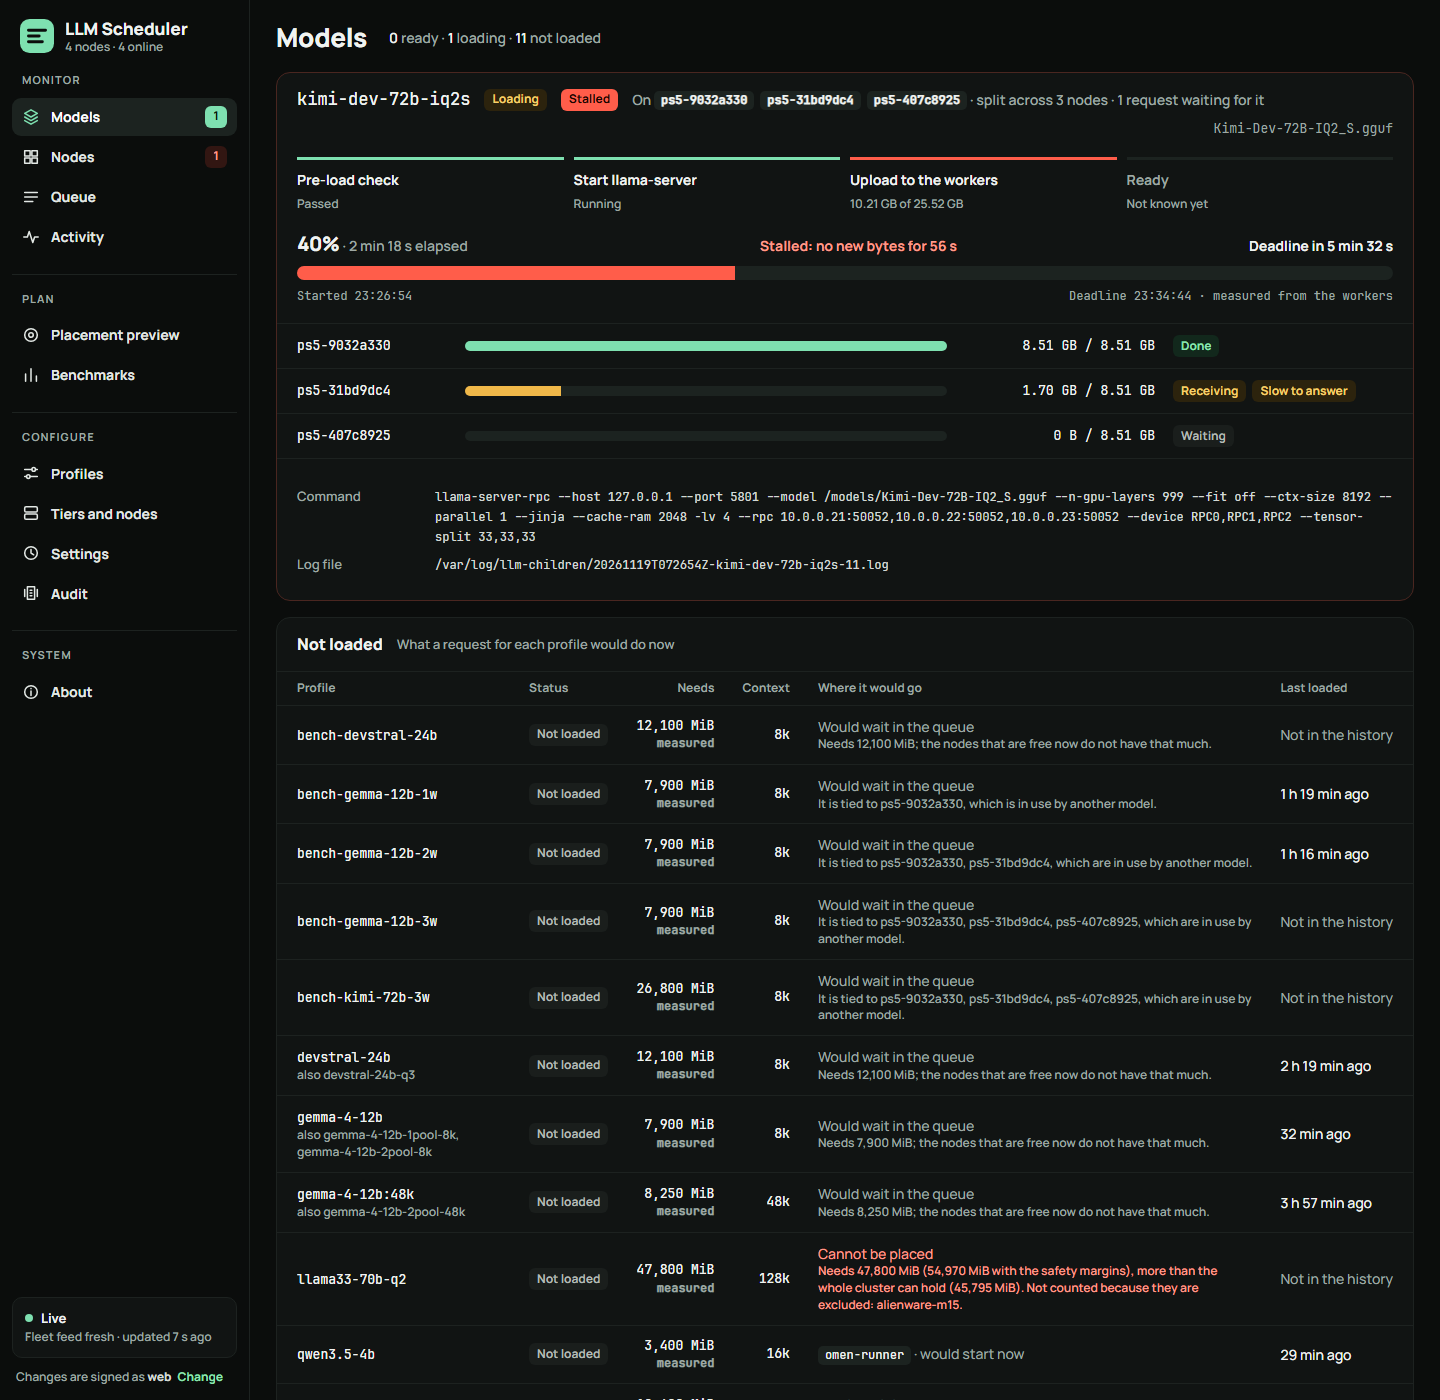 LLM Scheduler
4 nodes · 4 online
MONITOR
Models 1
Nodes 1
Queue
Activity
PLAN
Placement preview
Benchmarks
CONFIGURE
Profiles
Tiers and nodes
Settings
Audit
SYSTEM
About
Live
Fleet feed fresh · updated 7 s ago
Changes are signed as web Change
Models 0 ready · 1 loading · 11 not loaded
kimi-dev-72b-iq2s Loading Stalled On ps5-9032a330 ps5-31bd9dc4 ps5-407c8925 · split across 3 nodes · 1 request waiting for it
Kimi-Dev-72B-IQ2_S.gguf
Pre-load check Start llama-server Upload to the workers Ready
Passed Running 10.21 GB of 25.52 GB Not known yet
40% · 2 min 18 s elapsed Stalled: no new bytes for 56 s Deadline in 5 min 32 s
Started 23:26:54 Deadline 23:34:44 · measured from the workers
ps5-9032a330 8.51 GB / 8.51 GB Done
ps5-31bd9dc4 1.70 GB / 8.51 GB Receiving Slow to answer
ps5-407c8925 0 B / 8.51 GB Waiting
Command llama-server-rpc --host 127.0.0.1 --port 5801 --model /models/Kimi-Dev-72B-IQ2_S.gguf --n-gpu-layers 999 --fit off --ctx-size 8192 --
parallel 1 --jinja --cache-ram 2048 -lv 4 --rpc 10.0.0.21:50052,10.0.0.22:50052,10.0.0.23:50052 --device RPC0,RPC1,RPC2 --tensor-
split 33,33,33
Log file /var/log/llm-children/20261119T072654Z-kimi-dev-72b-iq2s-11.log
Not loaded What a request for each profile would do now
Profile Status Needs Context Where it would go Last loaded
bench-devstral-24b Not loaded 12,100 MiB measured 8k Would wait in the queue Not in the history
Needs 12,100 MiB; the nodes that are free now do not have that much.
bench-gemma-12b-1w Not loaded 7,900 MiB measured 8k Would wait in the queue 1 h 19 min ago
It is tied to ps5-9032a330, which is in use by another model.
bench-gemma-12b-2w Not loaded 7,900 MiB measured 8k Would wait in the queue 1 h 16 min ago
It is tied to ps5-9032a330, ps5-31bd9dc4, which are in use by another model.
bench-gemma-12b-3w Not loaded 7,900 MiB measured 8k Would wait in the queue Not in the history
It is tied to ps5-9032a330, ps5-31bd9dc4, ps5-407c8925, which are in use by
another model.
bench-kimi-72b-3w Not loaded 26,800 MiB measured 8k Would wait in the queue Not in the history
It is tied to ps5-9032a330, ps5-31bd9dc4, ps5-407c8925, which are in use by
another model.
devstral-24b Not loaded 12,100 MiB measured 8k Would wait in the queue 2 h 19 min ago
also devstral-24b-q3 Needs 12,100 MiB; the nodes that are free now do not have that much.
gemma-4-12b Not loaded 7,900 MiB measured 8k Would wait in the queue 32 min ago
also gemma-4-12b-1pool-8k, Needs 7,900 MiB; the nodes that are free now do not have that much.
gemma-4-12b-2pool-8k
gemma-4-12b:48k Not loaded 8,250 MiB measured 48k Would wait in the queue 3 h 57 min ago
also gemma-4-12b-2pool-48k Needs 8,250 MiB; the nodes that are free now do not have that much.
llama33-70b-q2 Not loaded 47,800 MiB measured 128k Cannot be placed Not in the history
Needs 47,800 MiB (54,970 MiB with the safety margins), more than the
whole cluster can hold (45,795 MiB). Not counted because they are
excluded: alienware-m15.
qwen3.5-4b Not loaded 3,400 MiB measured 16k omen-runner · would start now 29 min ago